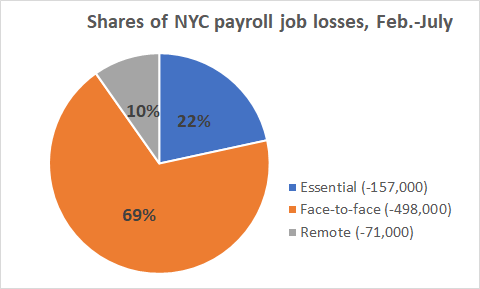 Shares of NYC payroll job losses, Feb.-July
10%
22%
69%
Essential (-157,000)
Face-to-face (-498,000)
Remote (-71,000)